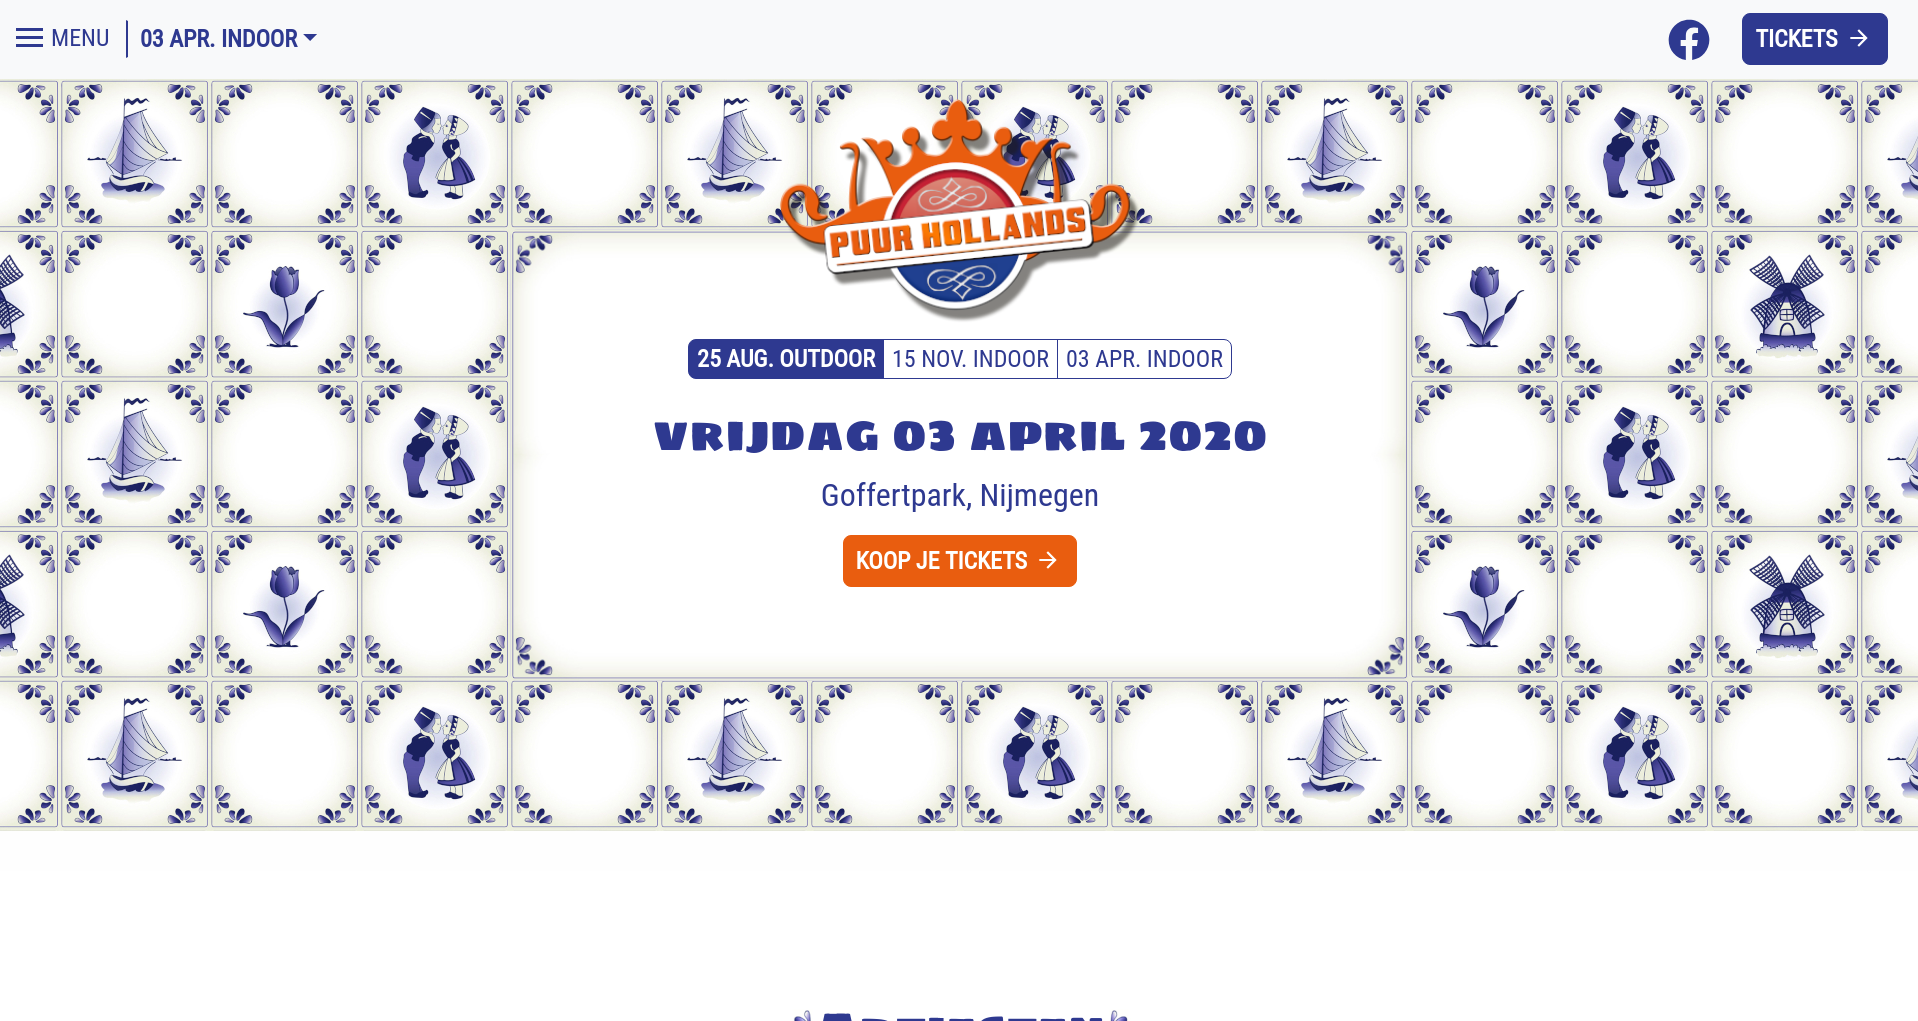 MENU
03 APR. INDOOR
TICKETS
PUUR HOLLANDS
25 AUG. OUTDOOR
15 NOV. INDOOR
03 APR. INDOOR
VRIJDAG 03 APRIL 2020
Goffertpark, Nijmegen
KOOP JE TICKETS